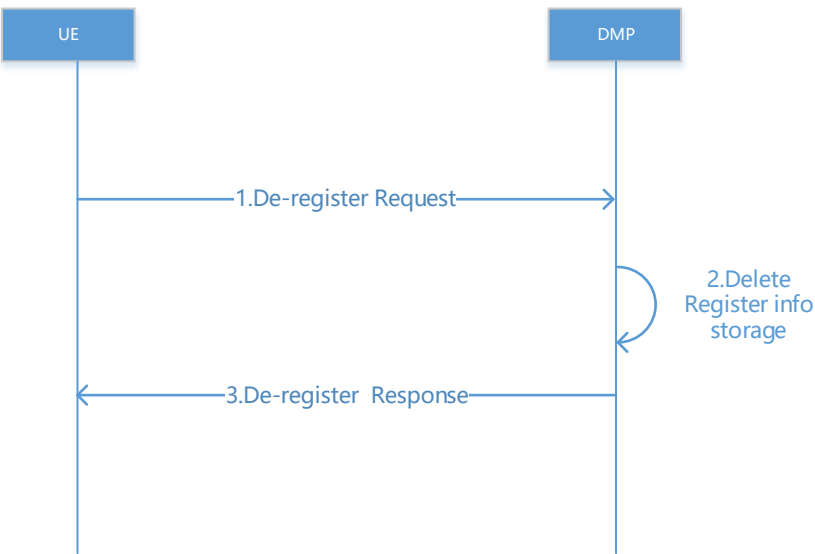 UE
DMP
1.De-register Request
2.Delete
Register info
storage
3.De-register  Response